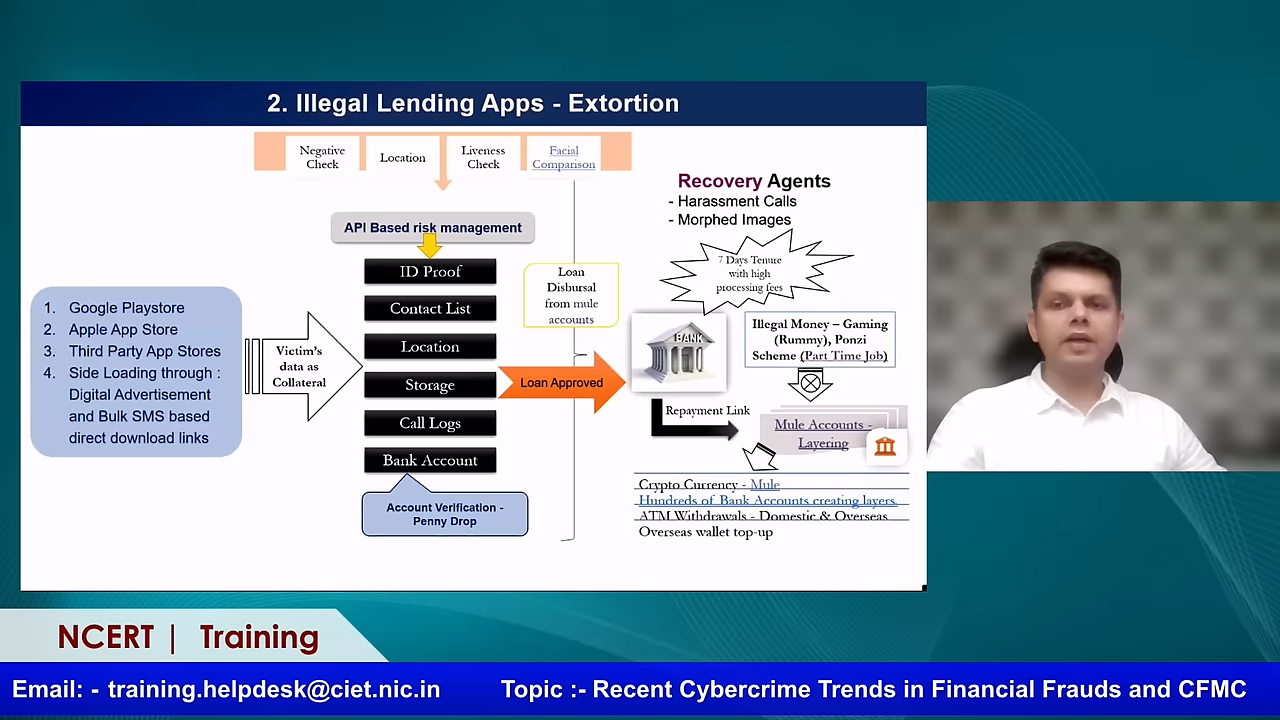 2. Illegal Lending Apps - Extortion
Negative
Check
Location
Liveness
Check
Facial
Comparison
API Based risk management
ID Proof
Contact List
Location
Storage
Call Logs
Bank Account
Account Verification -
Penny Drop
1. Google Playstore
2. Apple App Store
3. Third Party App Stores
4. Side Loading through :
Digital Advertisement
and Bulk SMS based
direct download links
Victim's
data as
Collateral
Loan
Disbursal
from mule
accounts
Loan Approved
Recovery Agents
- Harassment Calls
- Morphed Images
7 Days Tenure
with high
processing fees
BANK
Illegal Money – Gaming
(Rummy), Ponzi
Scheme (Part Time Job)
Repayment Link
Mule Accounts -
Layering
Crypto Currency - Mule
Hundreds of Bank Accounts creating layers.
ATM Withdrawals - Domestic & Overseas
Overseas wallet top-up
NCERT | Training
Email: - training.helpdesk@ciet.nic.in
Topic :- Recent Cybercrime Trends in Financial Frauds and CFMC